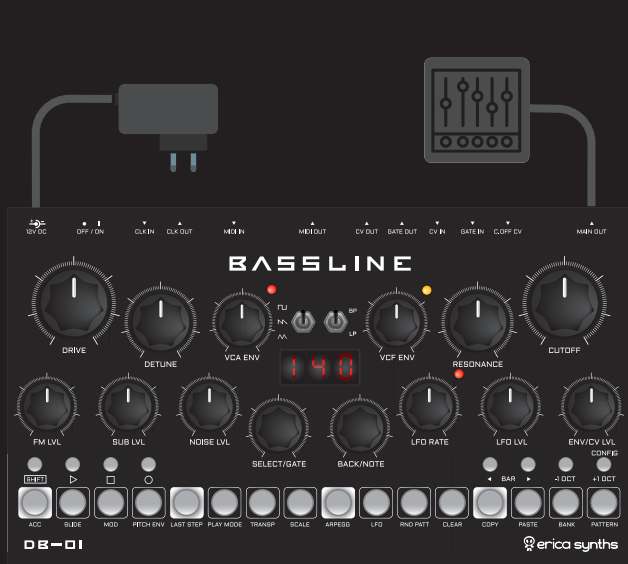 12V DC OFF / ON CLK IN CLK OUT MIDI IN MIDI OUT CV OUT GATE OUT CV IN GATE IN C.OFF CV MAIN OUT
BASSLINE
BP
LP
DRIVE DETUNE VCA ENV VCF ENV RESONANCE CUTOFF
140
FM LVL SUB LVL NOISE LVL LFO RATE LFO LVL ENV/CV LVL
CONFIG
SELECT/GATE BACK/NOTE
SHIFT BAR -1 OCT +1 OCT
ACC SLIDE MOD PITCH ENV LAST STEP PLAY MODE TRANSP SCALE ARPEGG LFO RND PATT CLEAR COPY PASTE BANK PATTERN
DB-01 erica synths